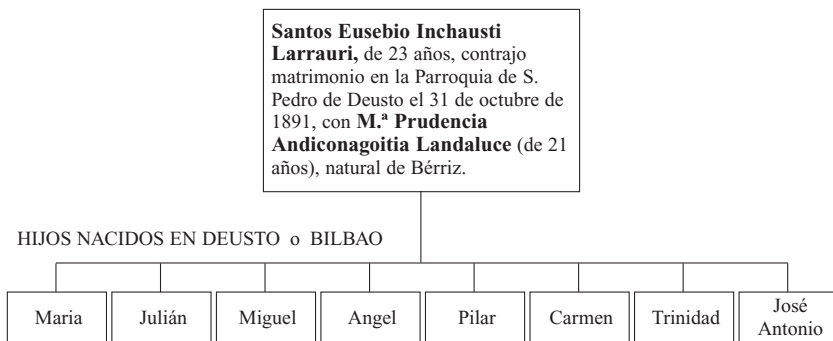 Santos Eusebio Inchausti
Larrauri, de 23 años, contrajo
matrimonio en la Parroquia de S.
Pedro de Deusto el 31 de octubre de
1891, con M.ª Prudencia
Andiconagoitia Landaluce (de 21
años), natural de Bérriz.
HIJOS NACIDOS EN DEUSTO o BILBAO
Maria
Julián
Miguel
Angel
Pilar
Carmen
Trinidad
José
Antonio